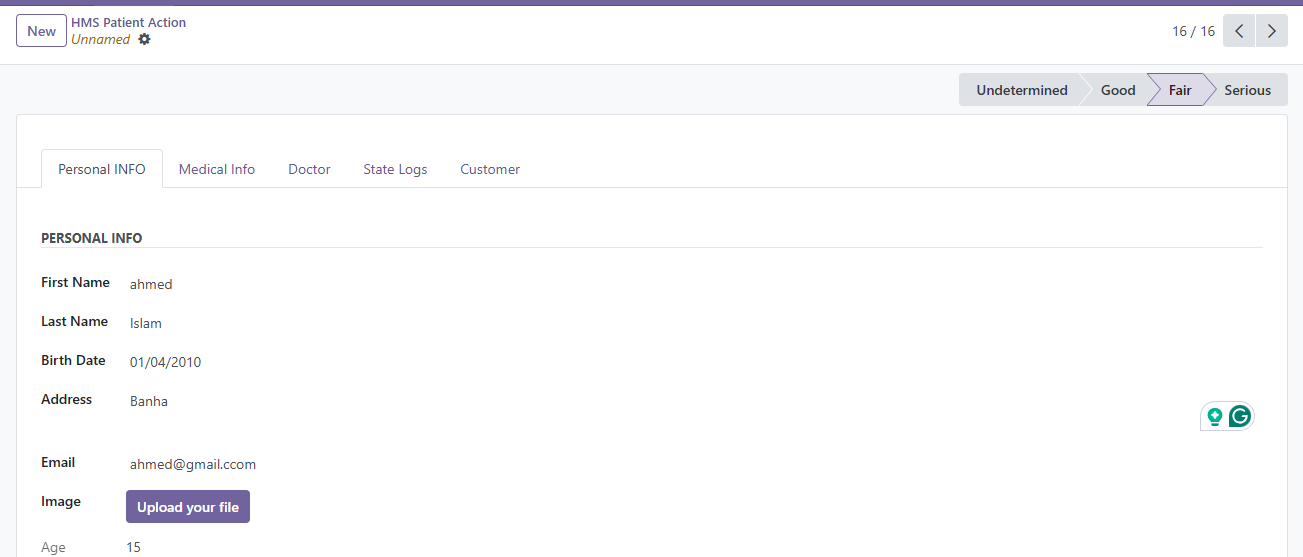 New
HMS Patient Action
Unnamed
16 / 16
Undetermined Good Fair Serious
Personal INFO Medical Info Doctor State Logs Customer
PERSONAL INFO
First Name ahmed
Last Name Islam
Birth Date 01/04/2010
Address Banha
Email ahmed@gmail.ccom
Image Upload your file
Age 15